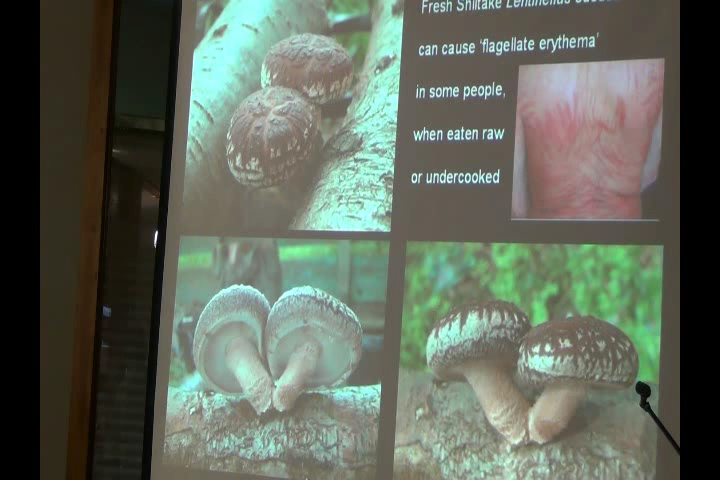 Fresh Shiitake Lentinellus
can cause 'flagellate erythema'
in some people,
when eaten raw
or undercooked